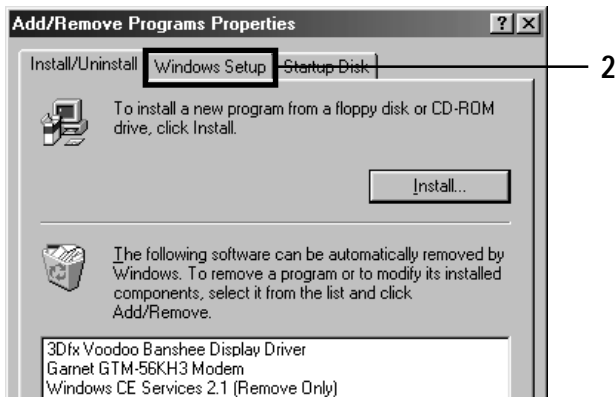 Add/Remove Programs Properties
Install/Uninstall Windows Setup Startup Disk
2
To install a new program from a floppy disk or CD-ROM
drive, click Install.
Install...
The following software can be automatically removed by
Windows. To remove a program or to modify its installed
components, select it from the list and click
Add/Remove.
3Dfx Voodoo Banshee Display Driver
Garnet GTM-56KH3 Modem
Windows CE Services 2.1 (Remove Only)